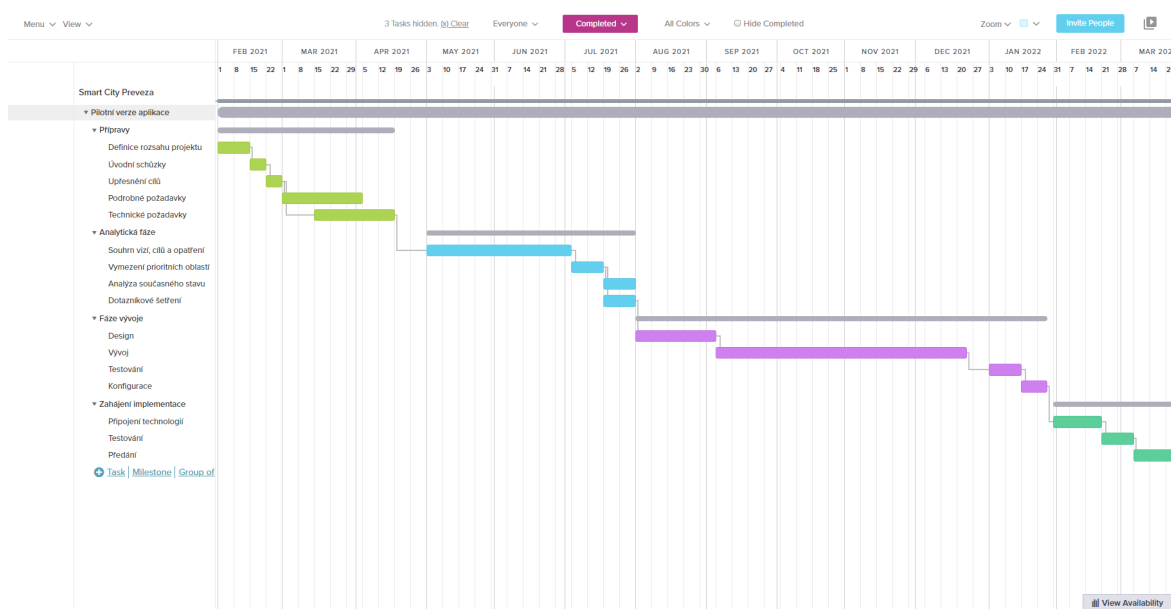 Menu View 3 Tasks hidden. (x) Clear Everyone Completed All Colors Hide Completed Zoom Invite People
FEB 2021 MAR 2021 APR 2021 MAY 2021 JUN 2021 JUL 2021 AUG 2021 SEP 2021 OCT 2021 NOV 2021 DEC 2021 JAN 2022 FEB 2022 MAR 202
1 8 15 22 1 8 15 22 29 5 12 19 26 3 10 17 24 31 7 14 21 28 5 12 19 26 2 9 16 23 30 6 13 20 27 4 11 18 25 1 8 15 22 29 6 13 20 27 3 10 17 24 31 7 14 21 28 7 14 2
Smart City Preveza
Pilotní verze aplikace
Přípravy
Definice rozsahu projektu
Úvodní schůzky
Upřesnění cílů
Podrobné požadavky
Technické požadavky
Analytická fáze
Souhrn vizí, cílů a opatření
Vymezení prioritních oblastí
Analýza současného stavu
Dotazníkové šetření
Fáze vývoje
Design
Vývoj
Testování
Konfigurace
Zahájení implementace
Připojení technologií
Testování
Předání
Task | Milestone | Group of
View Availability